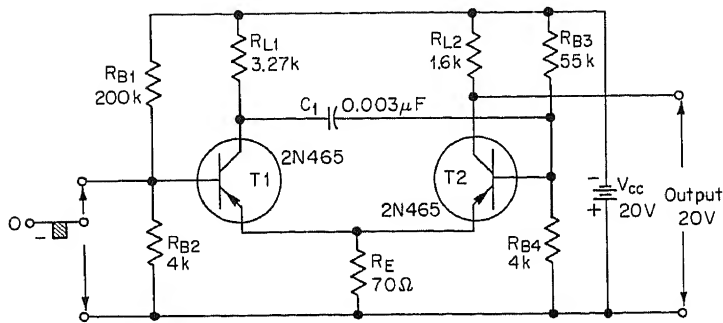 RB1
200k
RL1
3.27k
RL2
1.6k
RB3
55k
C1 0.003μF
2N465
T1
T2
2N465
VCC
20V
Output
20V
0
RB2
4k
RE
70Ω
RB4
4k